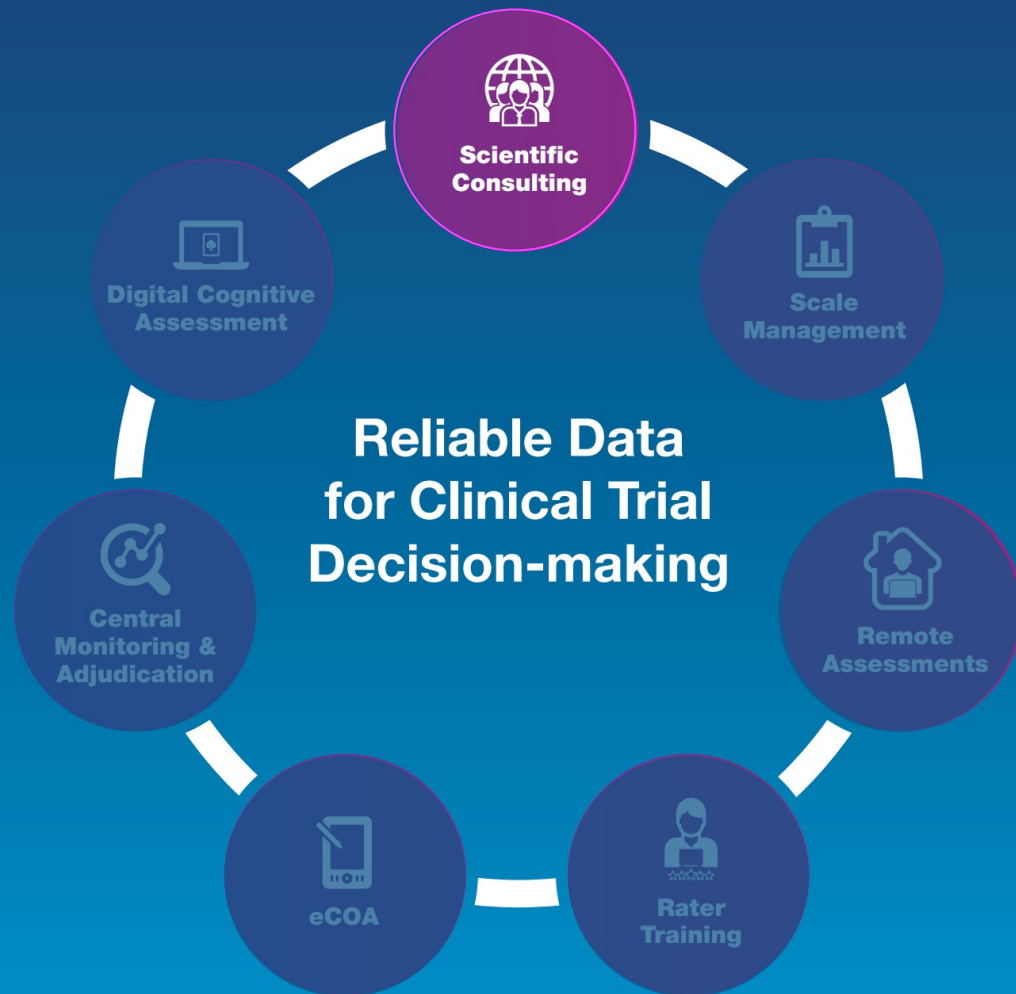 Scientific
Consulting
Digital Cognitive
Assessment
Scale
Management
Reliable Data
for Clinical Trial
Decision-making
Central
Monitoring &
Adjudication
Remote
Assessments
eCOA
Rater
Training